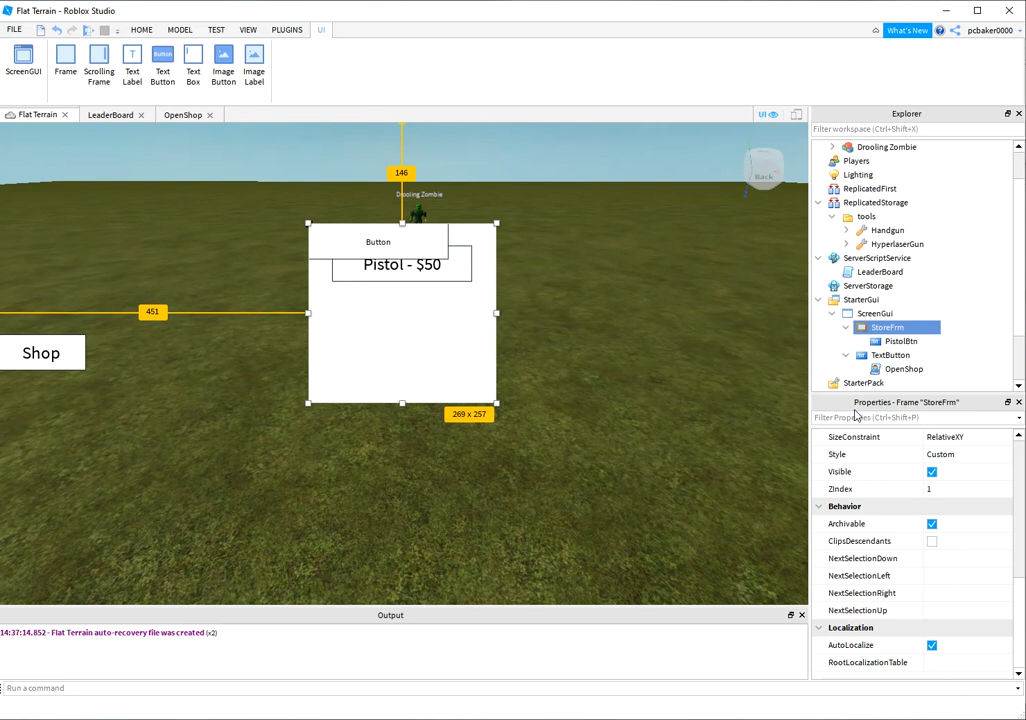 Flat Terrain - Roblox Studio
FILE HOME MODEL TEST VIEW PLUGINS UI What's New pcbaker0000
ScreenGUI Frame Scrolling Frame Text Label Text Button Text Box Image Button Image Label
T Button
Flat Terrain LeaderBoard OpenShop UI
Explorer
Filter workspace (Ctrl+Shift+X)
146
Back
Drooling Zombie
Button
Pistol - $50
451
Shop
269 x 257
Drooling Zombie
Players
Lighting
ReplicatedFirst
ReplicatedStorage
tools
Handgun
HyperlaserGun
ServerScriptService
LeaderBoard
ServerStorage
StarterGui
ScreenGui
StoreFrm
PistolBtn
TextButton
OpenShop
StarterPack
Properties - Frame "StoreFrm"
Filter Properties (Ctrl+Shift+P)
SizeConstraint RelativeXY
Style Custom
Visible
ZIndex 1
Behavior
Archivable
ClipsDescendants
NextSelectionDown
NextSelectionLeft
NextSelectionRight
NextSelectionUp
Localization
AutoLocalize
RootLocalizationTable
Output
14:37:14.852 - Flat Terrain auto-recovery file was created (x2)
Run a command